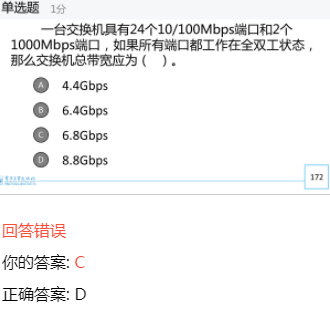 单选题 1分
一台交换机具有24个10/100Mbps端口和2个
1000Mbps端口，如果所有端口都工作在全双工状态，
那么交换机总带宽应为（ ）。
A 4.4Gbps
B 6.4Gbps
C 6.8Gbps
D 8.8Gbps
172
回答错误
你的答案: C
正确答案: D